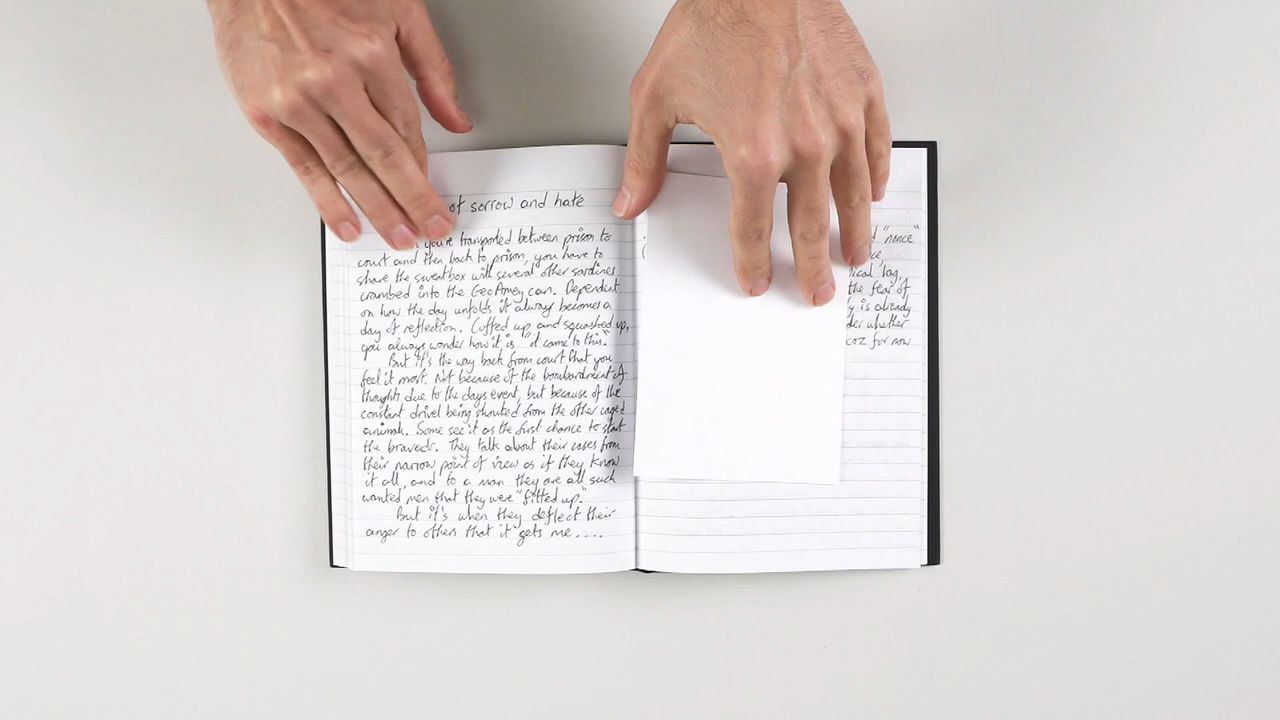 of sorrow and hate
you're transported between prison to
court and then back to prison, you have to
share the sweatbox with several other sardines
crambed into the GeoAmey can. Dependent
on how the day unfolds it always becomes a
day of reflection. Coffed up and squashed up,
you always wonder how it is "it came to this."
But it's the way back from court that you
feel it most. Not because of the bombardment of
thoughts due to the days event, but because of the
constant drivel being shouted from the other caged
animals. Some see it as the first chance to start
the bravado. They talk about their cases from
their narrow point of view as if they know
it all, and to a man they are all such
wanted men that they were "fitted up."
But it's when they deflect their
anger to others that it gets me ....
"nonce"
the fear of
is already
whether
coz for now